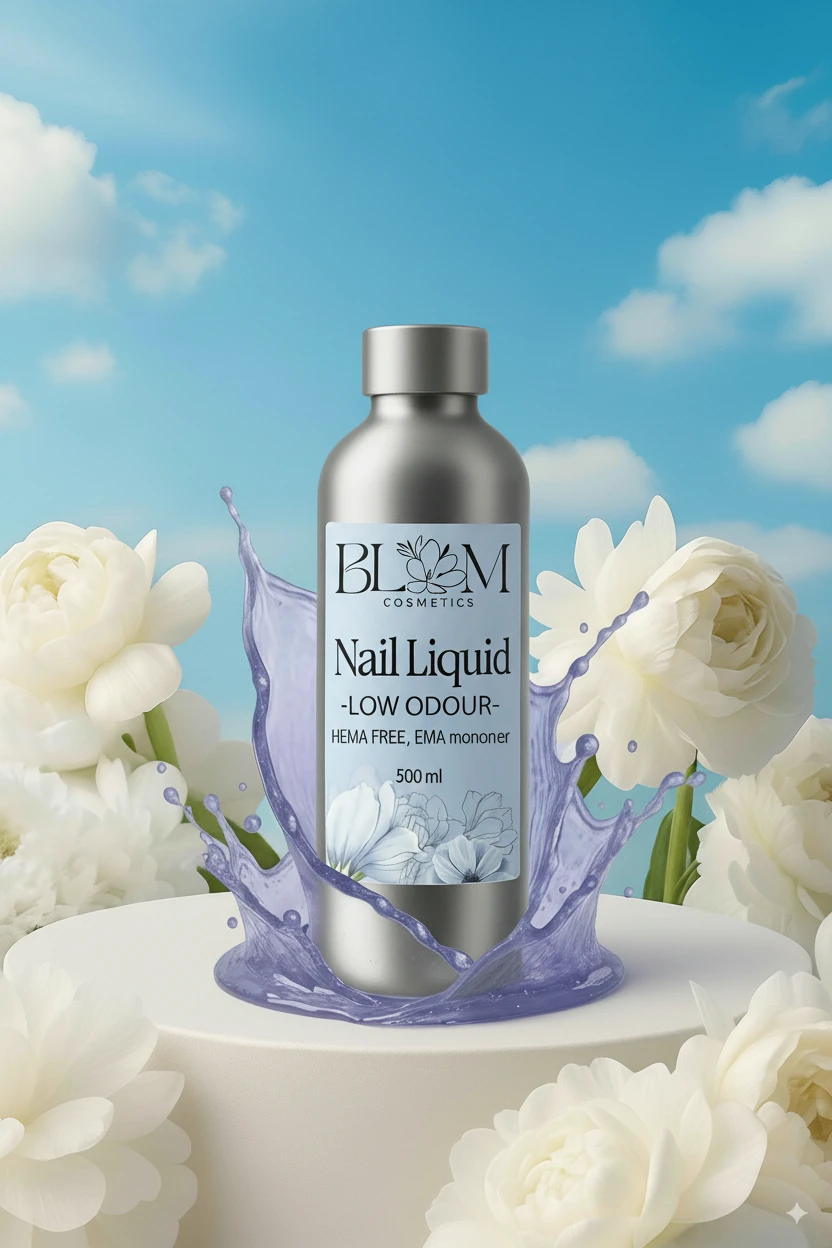 BLOOM
COSMETICS
Nail Liquid
-LOW ODOUR-
HEMA FREE, EMA mononer
500 ml